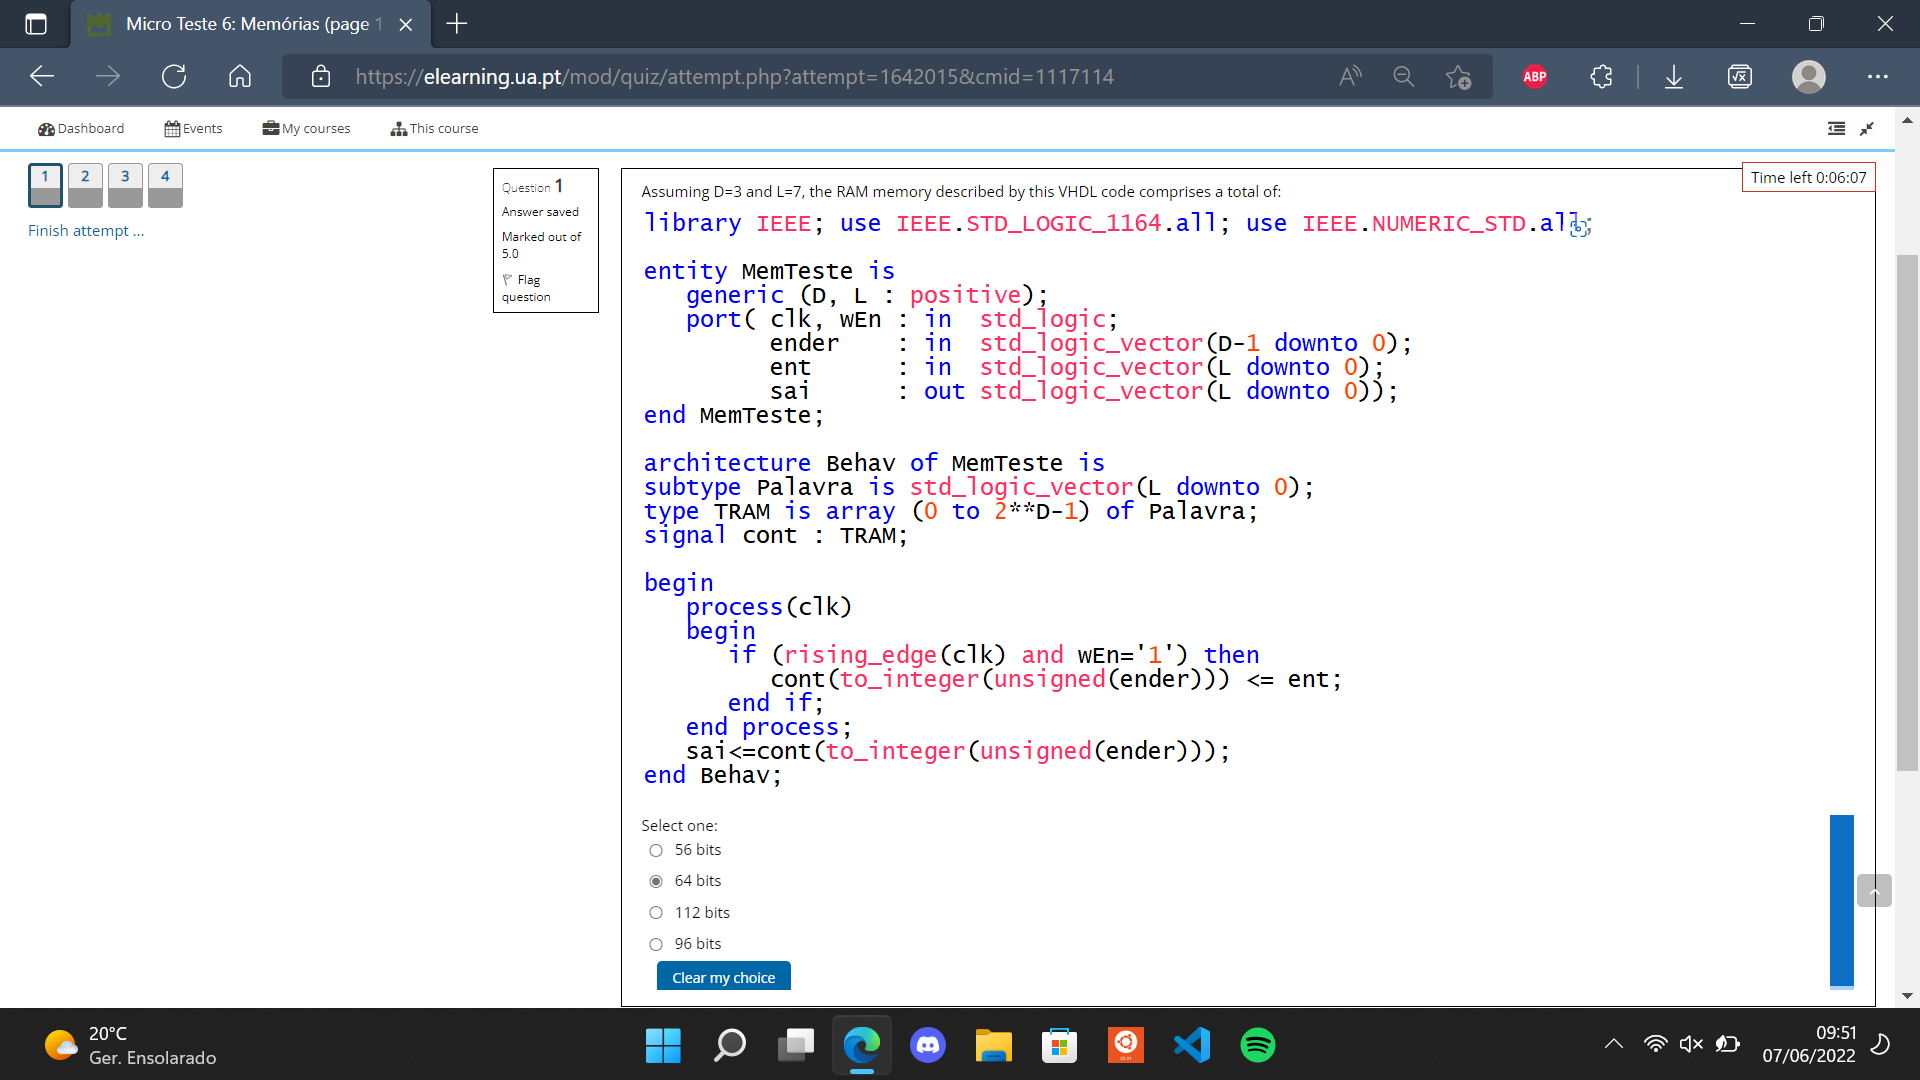 Micro Teste 6: Memórias (page 1
https://elearning.ua.pt/mod/quiz/attempt.php?attempt=1642015&cmid=1117114
ABP
Dashboard
Events
My courses
This course
1
2
3
4
Finish attempt ...
Question 1
Answer saved
Marked out of
5.0
Flag
question
Time left 0:06:07
Assuming D=3 and L=7, the RAM memory described by this VHDL code comprises a total of:
library IEEE; use IEEE.STD_LOGIC_1164.all; use IEEE.NUMERIC_STD.all;
entity MemTeste is
generic (D, L : positive);
port( clk, wEn : in std_logic;
ender : in std_logic_vector(D-1 downto 0);
ent : in std_logic_vector(L downto 0);
sai : out std_logic_vector(L downto 0));
end MemTeste;
architecture Behav of MemTeste is
subtype Palavra is std_logic_vector(L downto 0);
type TRAM is array (0 to 2**D-1) of Palavra;
signal cont : TRAM;
begin
process(clk)
begin
if (rising_edge(clk) and wEn='1') then
cont(to_integer(unsigned(ender))) <= ent;
end if;
end process;
sai<=cont(to_integer(unsigned(ender)));
end Behav;
Select one:
56 bits
64 bits
112 bits
96 bits
Clear my choice
20°C
Ger. Ensolarado
09:51
07/06/2022